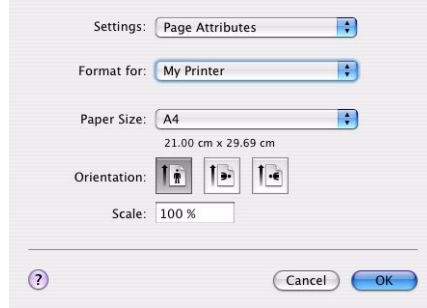 Settings: Page Attributes
Format for: My Printer
Paper Size: A4
21.00 cm x 29.69 cm
Orientation:
Scale: 100 %
? Cancel OK